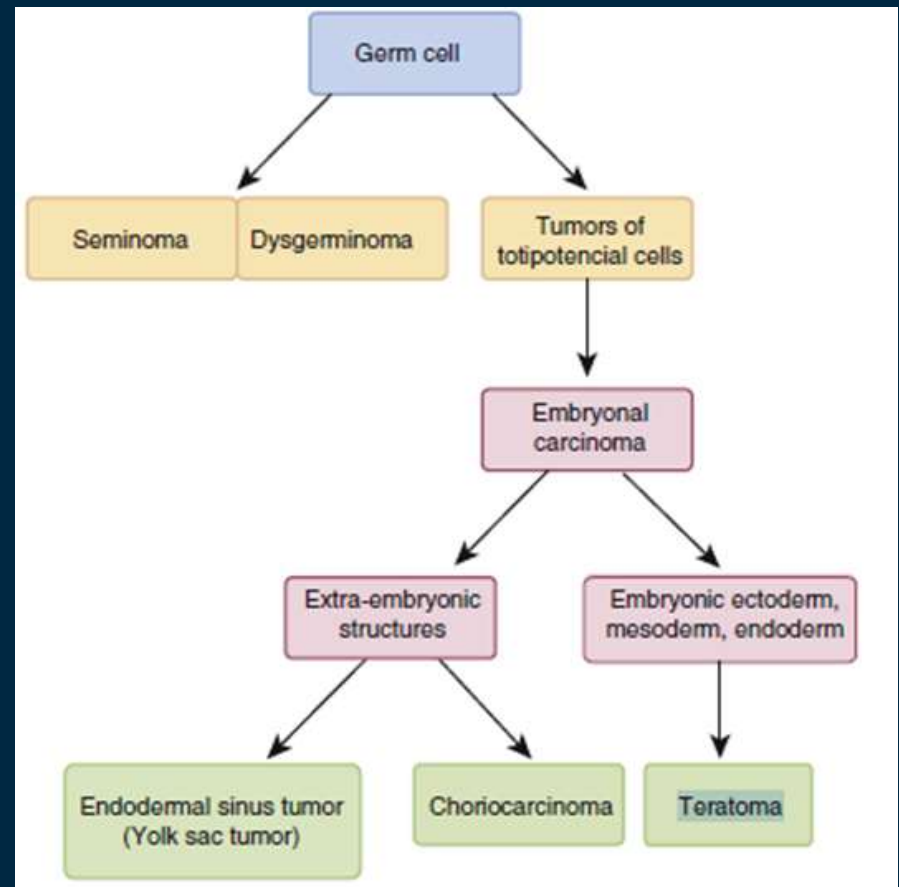 Germ cell
Seminoma
Dysgerminoma
Tumors of
totipotencial cells
Embryonal
carcinoma
Extra-embryonic
structures
Embryonic ectoderm,
mesoderm, endoderm
Endodermal sinus tumor
(Yolk sac tumor)
Choriocarcinoma
Teratoma